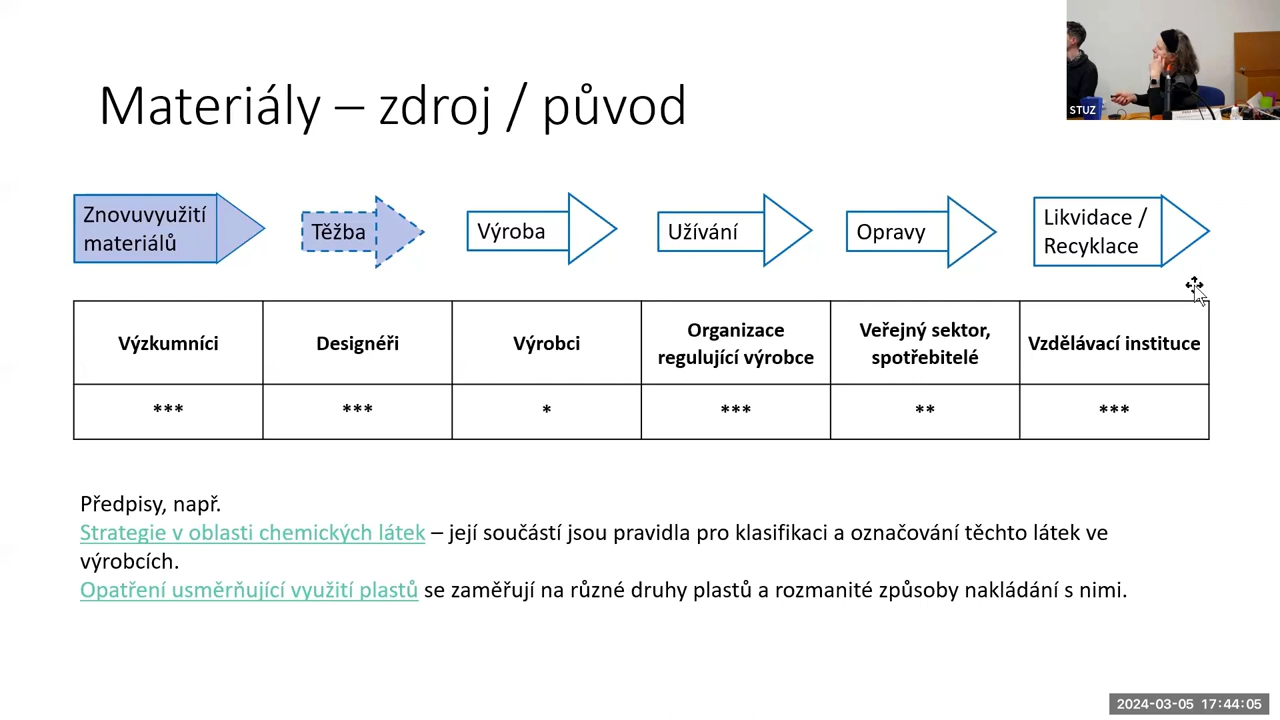 STUZ
Materiály – zdroj / původ
Znovuvyužití
materiálů
Těžba
Výroba
Užívání
Opravy
Likvidace /
Recyklace
Výzkumníci
Designéři
Výrobci
Organizace
regulující výrobce
Veřejný sektor,
spotřebitelé
Vzdělávací instituce
***
***
*
***
**
***
Předpisy, např.
Strategie v oblasti chemických látek – její součástí jsou pravidla pro klasifikaci a označování těchto látek ve
výrobcích.
Opatření usměrňující využití plastů se zaměřují na různé druhy plastů a rozmanité způsoby nakládání s nimi.
2024-03-05 17:44:05